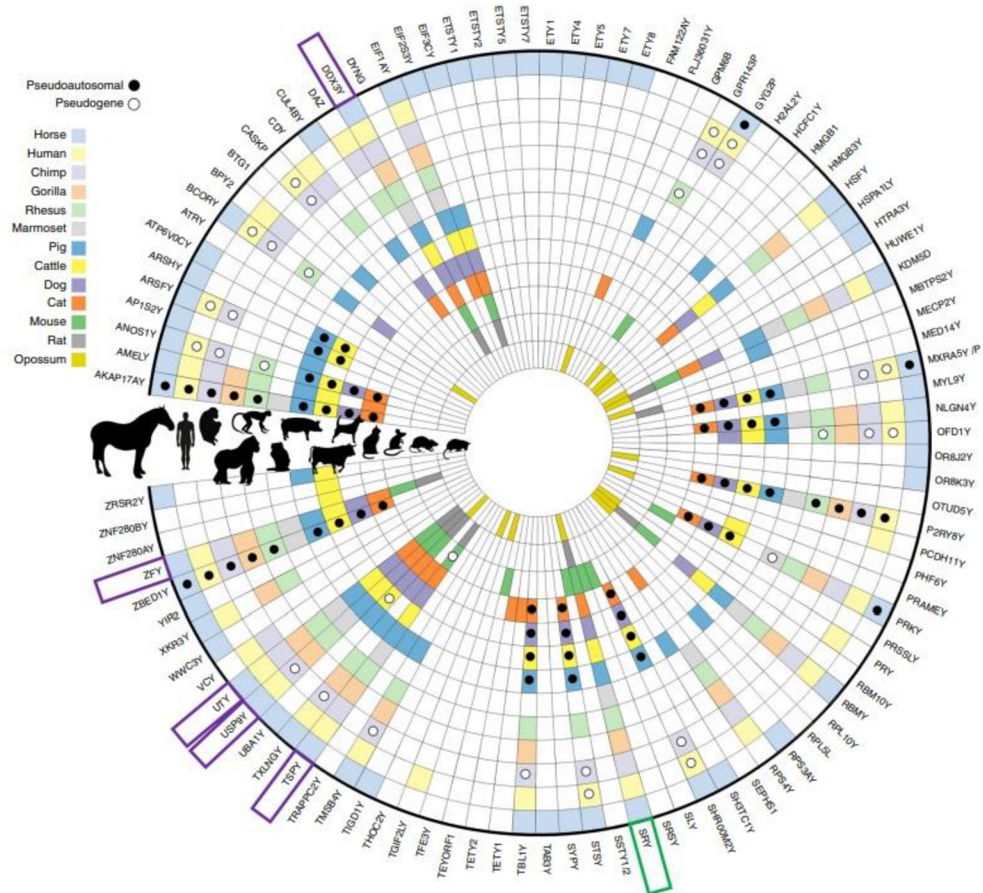 Pseudoautosomal
Pseudogene
Horse
Human
Chimp
Gorilla
Rhesus
Marmoset
Pig
Cattle
Dog
Cat
Mouse
Rat
Opossum
AKAP17AY
AMELY
ANOS1Y
AP1S2Y
ARSFY
ARSHY
ATP6V0CY
ATRY
BCORY
BPY2
BTG1
CASKP
CDY
CUL4BY
DAZ
DDX3Y
DYNG
EIF1AY
EIF2S3Y
EIF3CY
ETSTY1
ETSTY2
ETSTY5
ETSTY7
ETY1
ETY4
ETY5
ETY7
ETY8
FAM122AY
FLJ36031Y
GPM6B
GPR143P
GYG2P
H2AL2Y
HCFC1Y
HMGB1
HMGB3Y
HSFY
HSPA1LY
HTRA3Y
HUWE1Y
KDM5D
MBTPS2Y
MECP2Y
MED14Y
MXRA5Y /P
MYL9Y
NLGN4Y
OFD1Y
OR8J2Y
OR8K3Y
OTUD5Y
P2RY8Y
PCDH11Y
PHF6Y
PRAMEY
PRKY
PRSSLY
PRY
RBM10Y
RBMY
RPL10Y
RPL5L
RPS3AY
RPS4Y
SEPHS1
SH3TC1Y
SHROOM2Y
SLY
SRSY
SRY
SSTY1/2
STSY
SYPY
TAB3Y
TBL1Y
TETY1
TETY2
TEYORF1
TFE3Y
TGIF2LY
THOC2Y
TIGD1Y
TMSB4Y
TRAPPC2Y
TSPY
TXLNGY
UBA1Y
USP9Y
UTY
VCY
WWC3Y
XKR3Y
YIR2
ZBED1Y
ZFY
ZNF280AY
ZNF280BY
ZRSR2Y